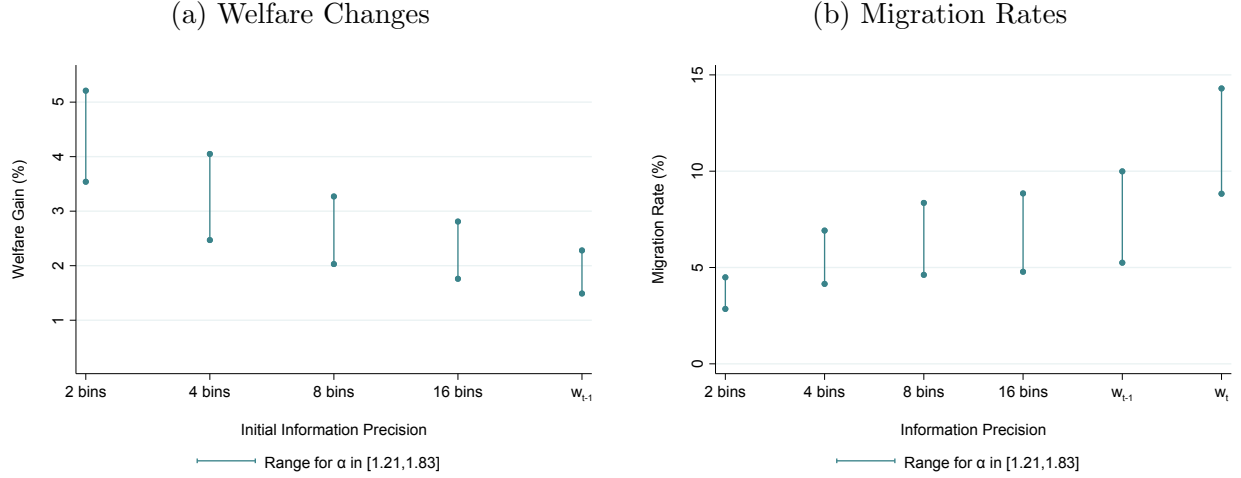 (a) Welfare Changes
Welfare Gain (%)
5
4
3
2
1
2 bins 4 bins 8 bins 16 bins wₜ₋₁
Initial Information Precision
Range for α in [1.21,1.83]
(b) Migration Rates
Migration Rate (%)
15
10
5
0
2 bins 4 bins 8 bins 16 bins wₜ₋₁ wₜ
Information Precision
Range for α in [1.21,1.83]